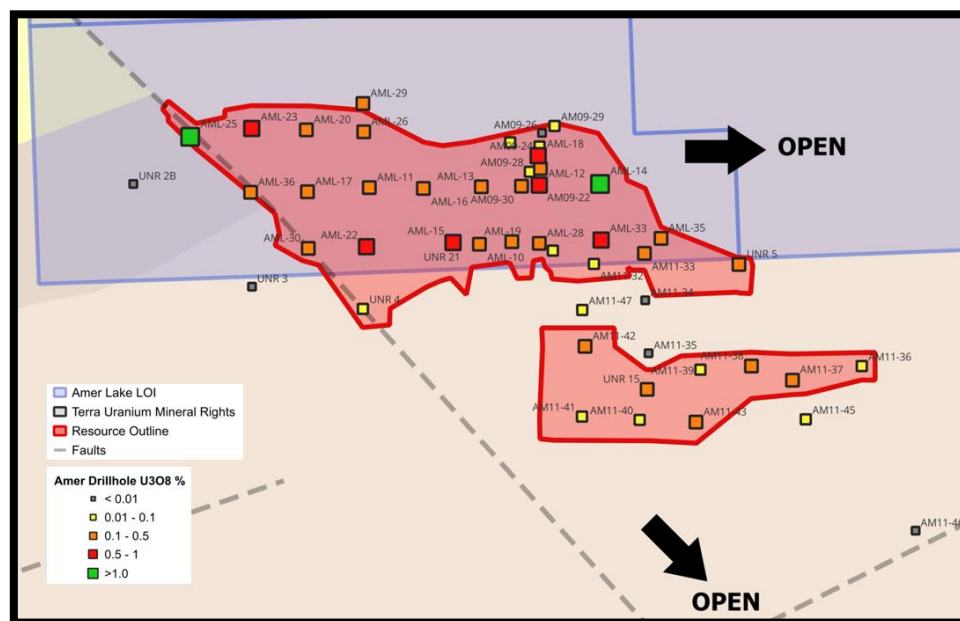 AML-29
AML-23
AML-20
AML-25
AML-26
AM09-26
AM09-29
AM09-24
AML-18
OPEN
UNR 2B
AM09-28
AML-36
AML-17
AML-11
AML-13
AML-12
AML-14
AML-16
AM09-30
AM09-22
AML-30
AML-22
AML-15
AML-19
AML-28
AML-33
AML-35
UNR 21
AML-10
AM11-33
UNR 5
UNR 3
AM11-32
UNR 4
AM11-47
AM11-34
AM11-42
AM11-35
AM11-39
AM11-38
AM11-36
UNR 15
AM11-37
AM11-41
AM11-40
AM11-43
AM11-45
Amer Lake LOI
Terra Uranium Mineral Rights
Resource Outline
Faults
Amer Drillhole U3O8 %
< 0.01
0.01 - 0.1
0.1 - 0.5
0.5 - 1
>1.0
AM11-46
OPEN